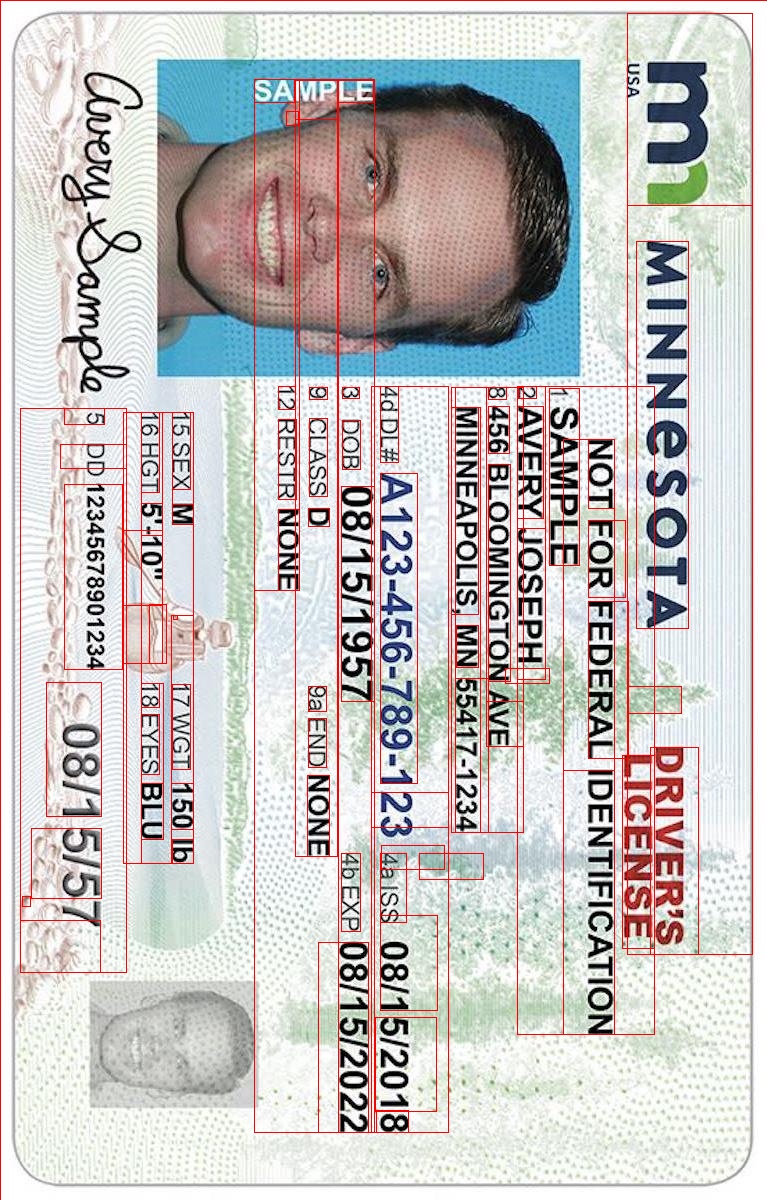 mn
USA
MINNESOTA
DRIVER'S
LICENSE
NOT FOR FEDERAL IDENTIFICATION
1 SAMPLE
2 AVERY JOSEPH
8 456 BLOOMINGTON AVE
MINNEAPOLIS, MN 55417-1234
4d DL# A123-456-789-123 4a ISS 08/15/2018
3 DOB 08/15/1957 4b EXP 08/15/2022
9 CLASS D 9a END NONE
12 RESTR NONE
SAMPLE
15 SEX M 17 WGT 150 lb
16 HGT 5'-10" 18 EYES BLU
5 DD 12345678901234
08/15/57
Avery Sample